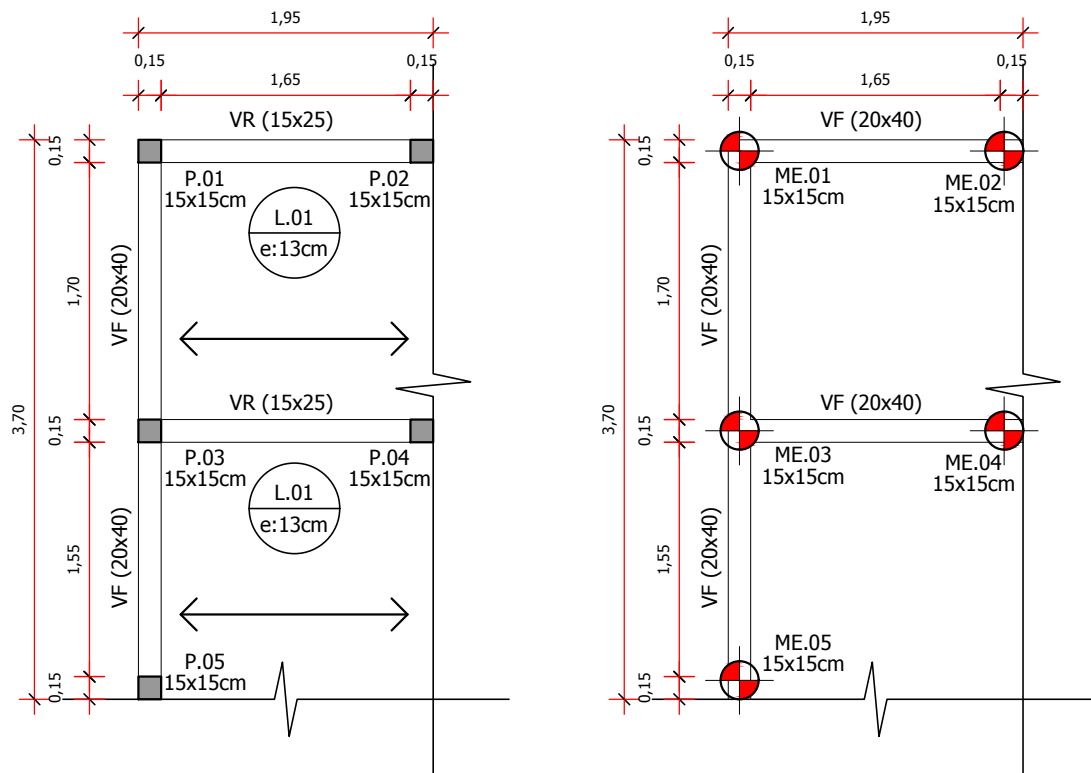 1,95
0,15
0,15
1,65
VR (15x25)
0,15
P.01
15x15cm
P.02
15x15cm
L.01
e:13cm
VF (20x40)
1,70
3,70
VR (15x25)
0,15
P.03
15x15cm
P.04
15x15cm
L.01
e:13cm
VF (20x40)
1,55
P.05
15x15cm
0,15
1,95
0,15
0,15
1,65
VF (20x40)
0,15
ME.01
15x15cm
ME.02
15x15cm
VF (20x40)
1,70
3,70
VF (20x40)
0,15
ME.03
15x15cm
ME.04
15x15cm
VF (20x40)
1,55
ME.05
15x15cm
0,15